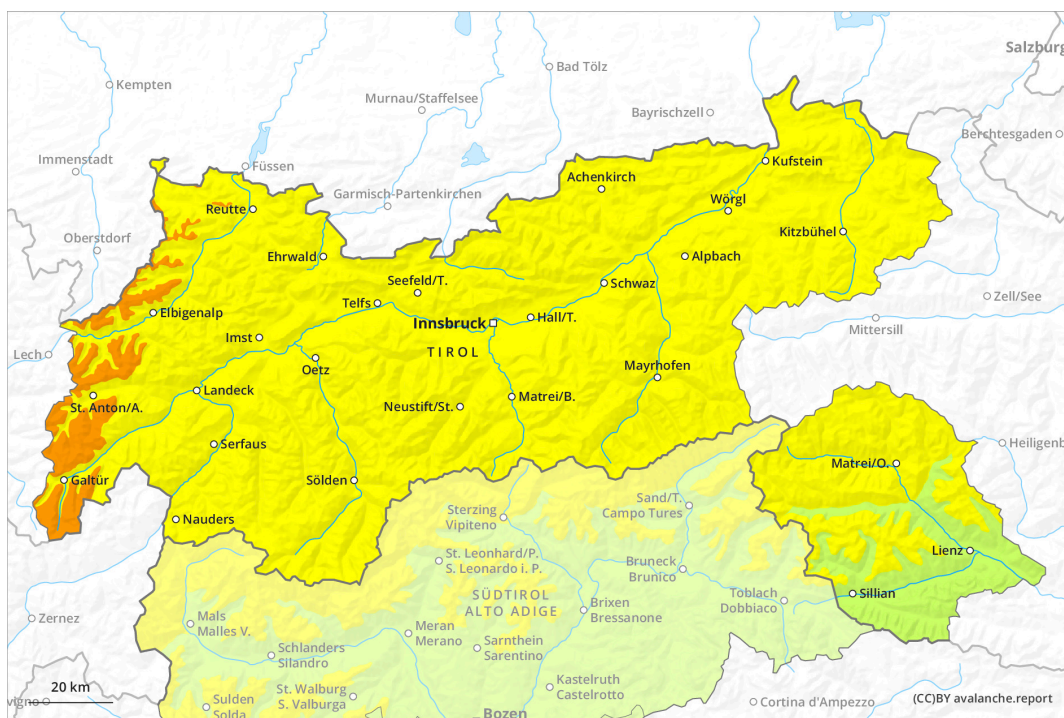 Salzburg
Kempten
Bad Tölz
Murnau/Staffelsee
Bayrischzell
Berchtesgaden
Immenstadt
Füssen
Kufstein
Garmisch-Partenkirchen
Achenkirch
Reutte
Wörgl
Oberstdorf
Kitzbühel
Ehrwald
Alpbach
Seefeld/T.
Schwaz
Zell/See
Telfs
Elbigenalp
Innsbruck
Hall/T.
Mittersill
Imst
Lech
TIROL
Oetz
Mayrhofen
Landeck
St. Anton/A.
Neustift/St.
Matrei/B.
Serfaus
Heiligenb
Matrei/O.
Galtür
Sölden
Sand/T.
Campo Tures
Sterzing
Vipiteno
Nauders
Lienz
St. Leonhard/P.
S. Leonardo i. P.
Bruneck
Brunico
SÜDTIROL
ALTO ADIGE
Sillian
Toblach
Dobbiaco
Brixen
Bressanone
Zernez
Mals
Malles V.
Meran
Merano
Sarnthein
Sarentino
Schlanders
Silandro
20 km
Kastelruth
Castelrotto
St. Walburg
S. Valburga
vigno
Sulden
Solda
Cortina d'Ampezzo
(CC)BY avalanche.report
Bozen